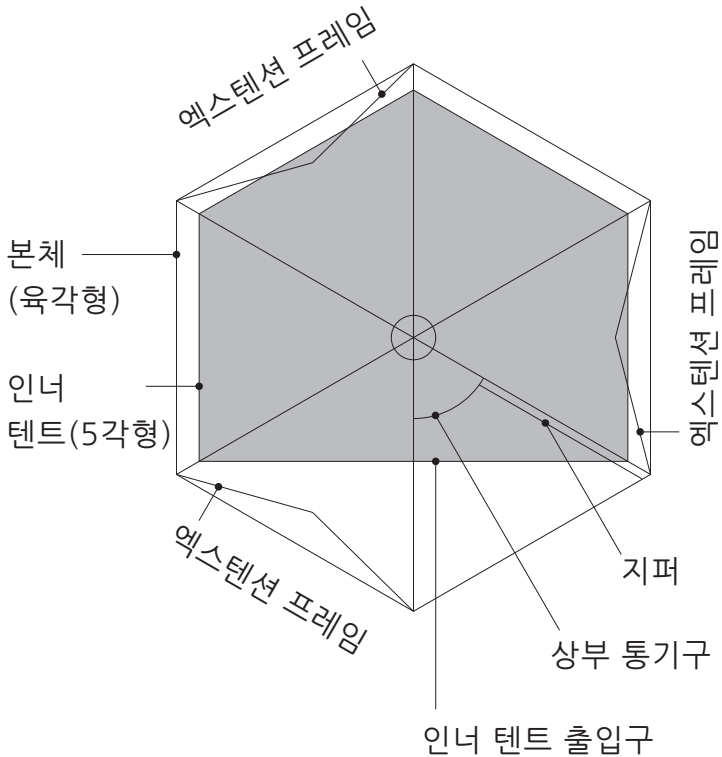 엑스텐션 프레임
본체
(육각형)
엑스텐션 프레임
인너
텐트(5각형)
엑스텐션 프레임
지퍼
상부 통기구
인너 텐트 출입구